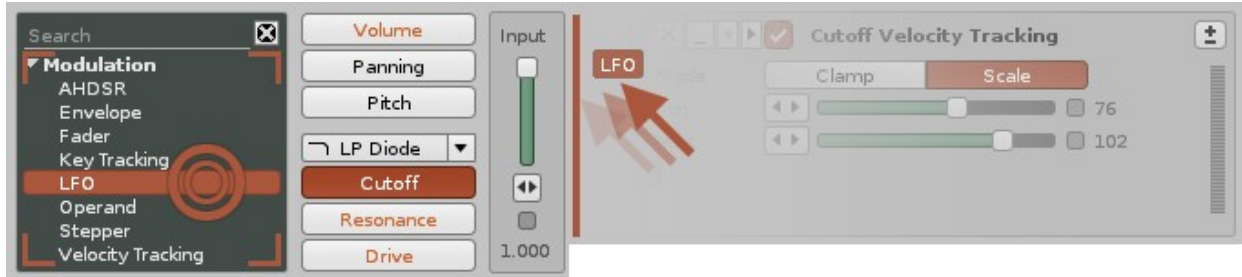 Search
Modulation
AHDSR
Envelope
Fader
Key Tracking
LFO
Operand
Stepper
Velocity Tracking
Volume
Panning
Pitch
LP Diode
Cutoff
Resonance
Drive
Input
1.000
LFO
Cutoff Velocity Tracking
Mode
Clamp
Scale
76
102